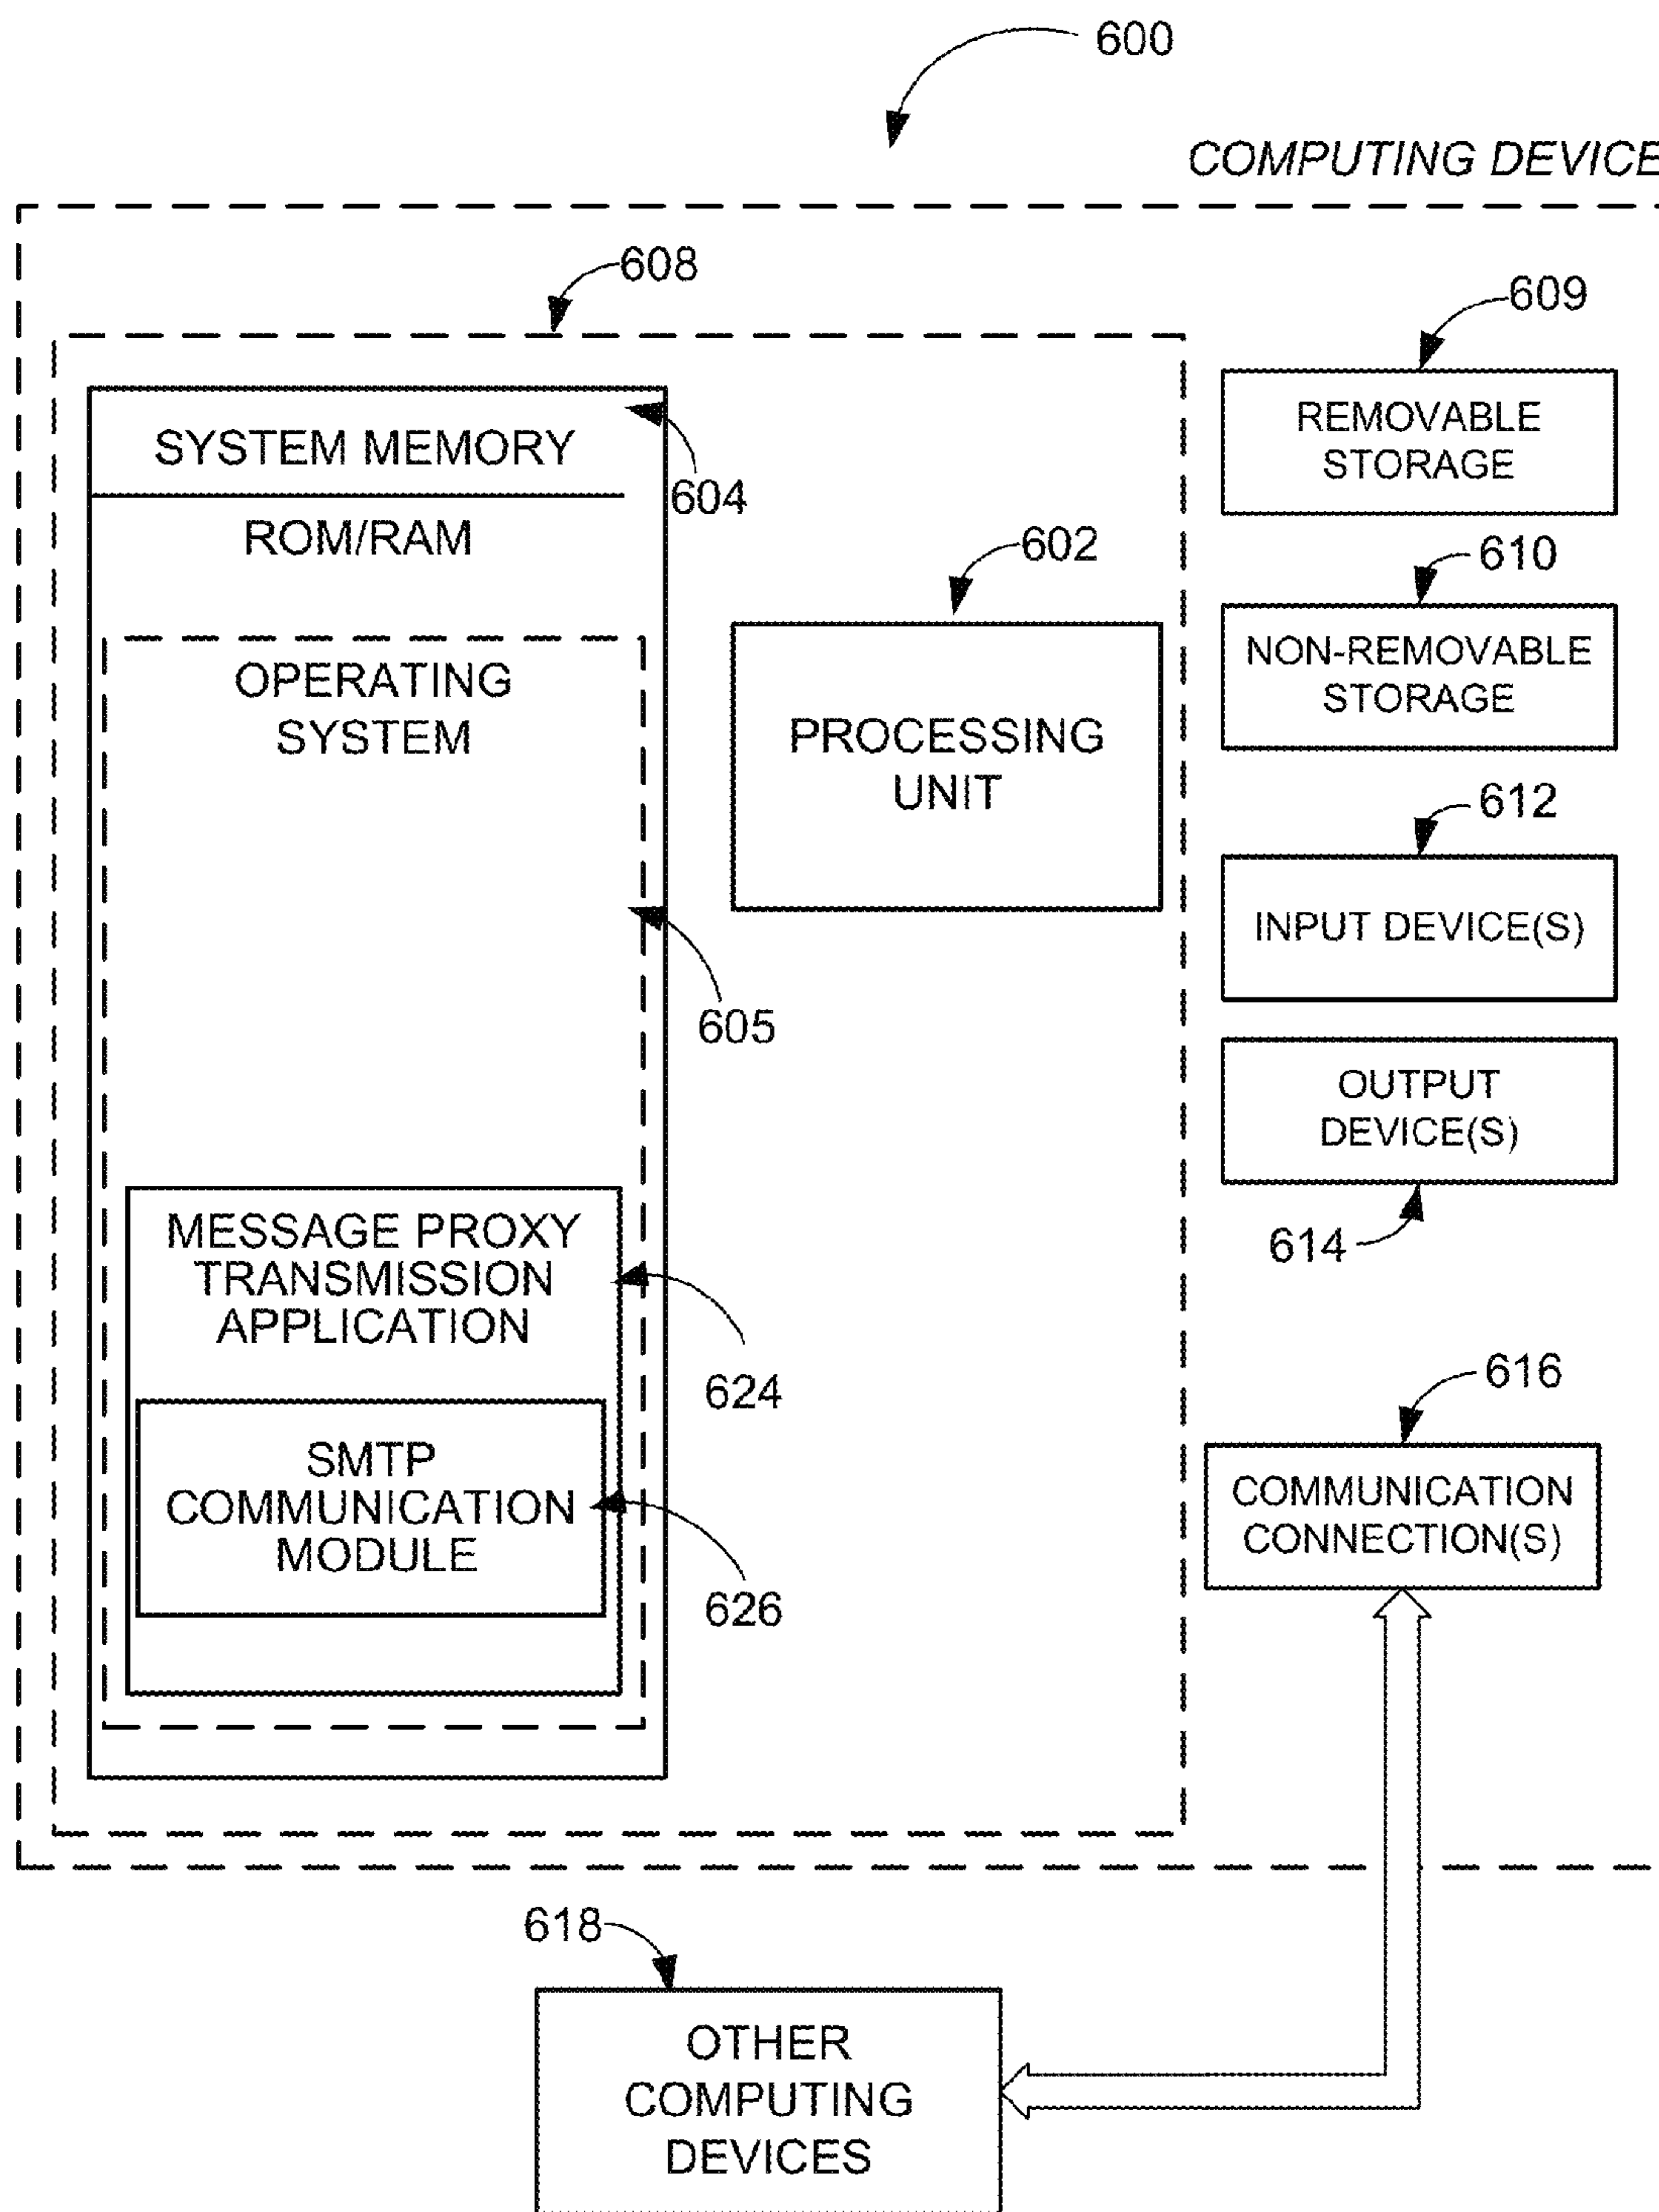 600
COMPUTING DEVICE
608
609
SYSTEM MEMORY
604
ROM/RAM
REMOVABLE
STORAGE
602
610
OPERATING
SYSTEM
PROCESSING
UNIT
NON-REMOVABLE
STORAGE
612
INPUT DEVICE(S)
605
OUTPUT
DEVICE(S)
614
MESSAGE PROXY
TRANSMISSION
APPLICATION
624
616
SMTP
COMMUNICATION
MODULE
626
COMMUNICATION
CONNECTION(S)
618
OTHER
COMPUTING
DEVICES